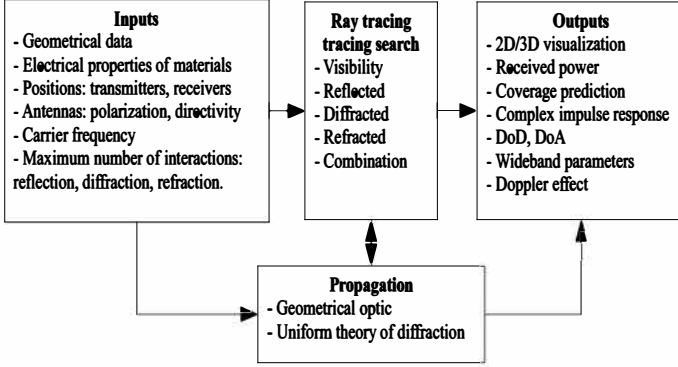 Inputs
- Geometrical data
- Electrical properties of materials
- Positions: transmitters, receivers
- Antennas: polarization, directivity
- Carrier frequency
- Maximum number of interactions:
reflection, diffraction, refraction.
Ray tracing
tracing search
- Visibility
- Reflected
- Diffracted
- Refracted
- Combination
Outputs
- 2D/3D visualization
- Received power
- Coverage prediction
- Complex impulse response
- DoD, DoA
- Wideband parameters
- Doppler effect
Propagation
- Geometrical optic
- Uniform theory of diffraction